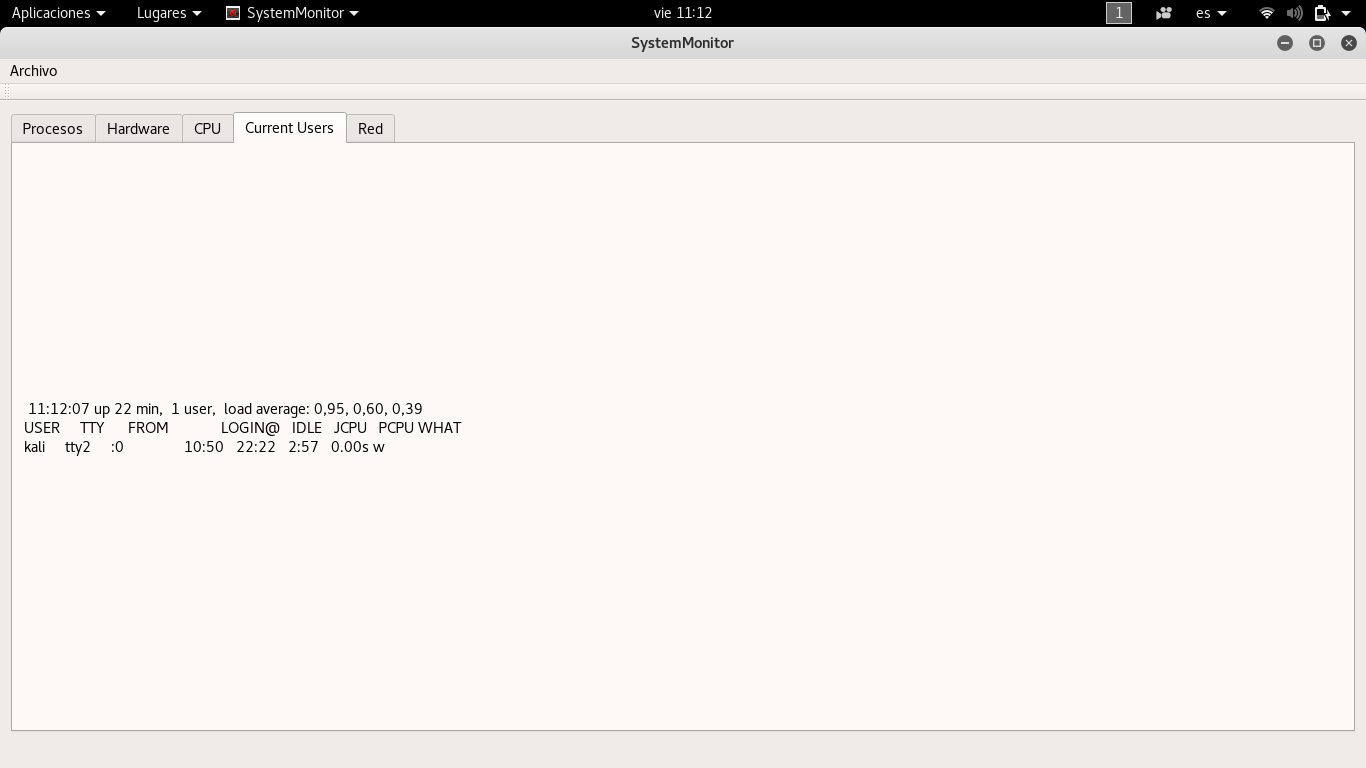 Aplicaciones Lugares SystemMonitor vie 11:12 1 es
SystemMonitor
Archivo
Procesos Hardware CPU Current Users Red
11:12:07 up 22 min,  1 user,  load average: 0,95, 0,60, 0,39
USER     TTY      FROM             LOGIN@   IDLE   JCPU   PCPU WHAT
kali     tty2     :0               10:50   22:22   2:57   0.00s w